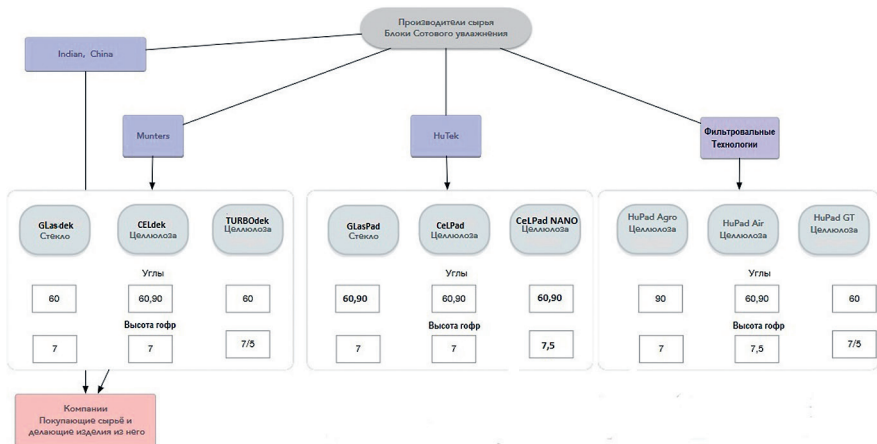 Производители сырья
Блоки Сотового увлажнения
Indian, China
Munters
HuTek
Фильтровальные
Технологии
GLas-dek
Стекло
CELdek
Целлюлоза
TURBOdek
Целлюлоза
GLasPad
Стекло
CeLPad
Целлюлоза
CeLPad NANO
Целлюлоза
HuPad Agro
Целлюлоза
HuPad Air
Целлюлоза
HuPad GT
Целлюлоза
Углы
Углы
Углы
60
60,90
60
60,90
60,90
60,90
90
60,90
60
Высота гофр
Высота гофр
Высота гофр
7
7
7/5
7
7
7,5
7
7,5
7/5
Компании
Покупающие сырьё и
делающие изделия из него